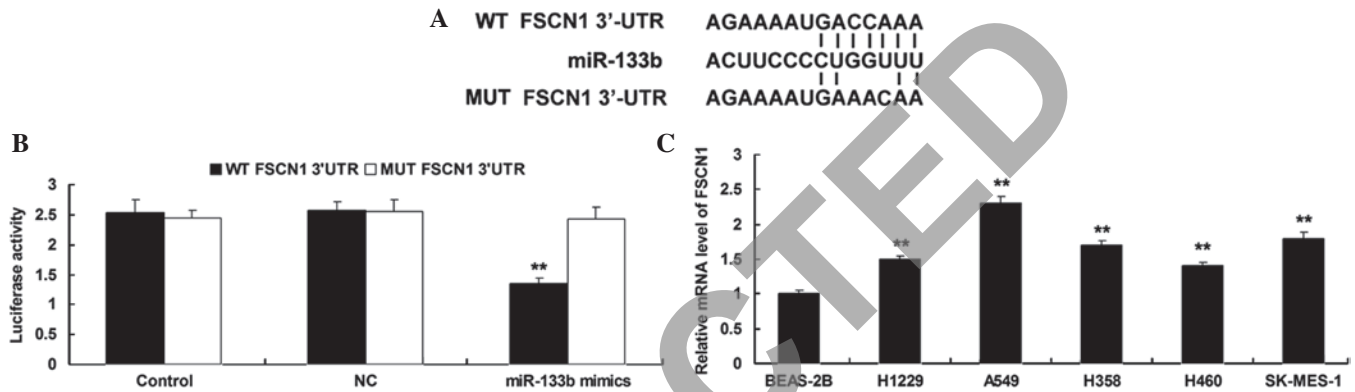 A
WT FSCN1 3'-UTR AGAAAAUGACCAAA
miR-133b ACUUCCCCUGGUUU
MUT FSCN1 3'-UTR AGAAAAUGAAACAA
B
WT FSCN1 3'UTR MUT FSCN1 3'UTR
Luciferase activity
3
2.5
2
1.5
1
0.5
0
**
Control NC miR-133b mimics
C
Relative mRNA level of FSCN1
3
2.5
2
1.5
1
0.5
0
** ** ** ** **
BEAS-2B H1229 A549 H358 H460 SK-MES-1
CTED